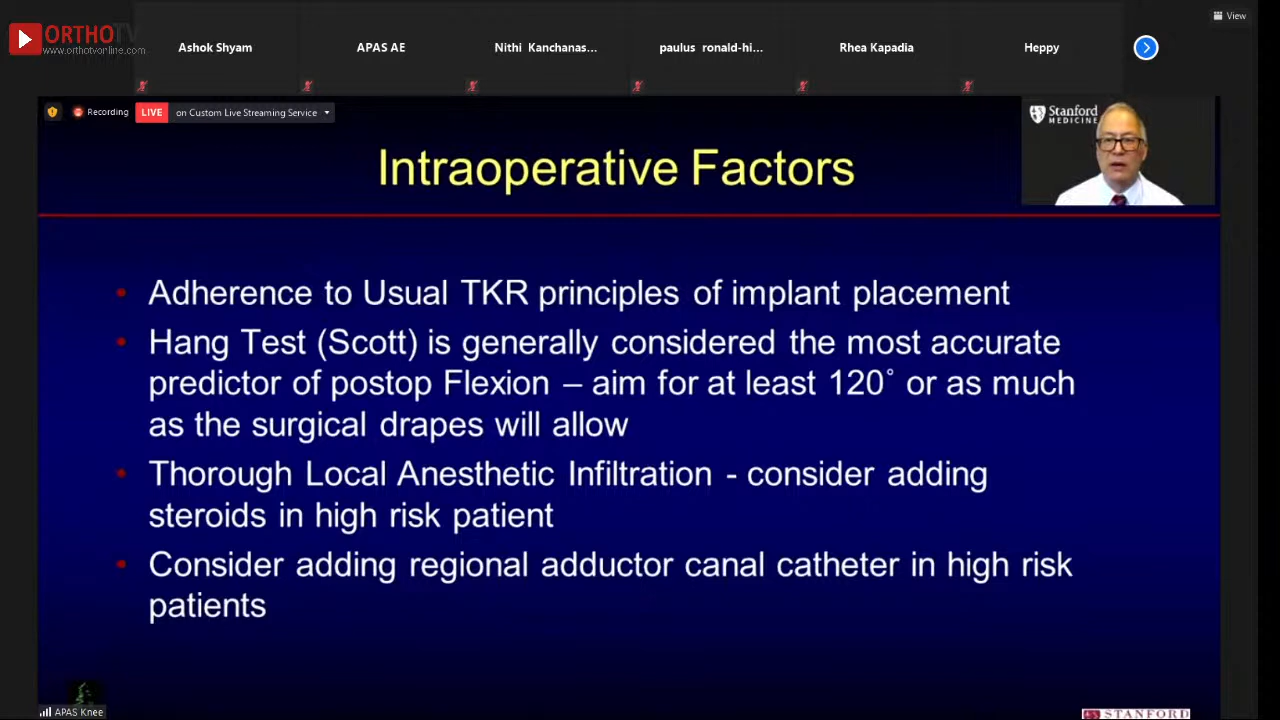 ORTHOTV
www.orthotvonline.com
Ashok Shyam
APAS AE
Nithi Kanchanas...
paulus ronald-hi...
Rhea Kapadia
Heppy
View
Recording
LIVE
on Custom Live Streaming Service
Stanford
MEDICINE
Intraoperative Factors
• Adherence to Usual TKR principles of implant placement
• Hang Test (Scott) is generally considered the most accurate
predictor of postop Flexion – aim for at least 120˚ or as much
as the surgical drapes will allow
• Thorough Local Anesthetic Infiltration - consider adding
steroids in high risk patient
• Consider adding regional adductor canal catheter in high risk
patients
APAS Knee
STANFORD